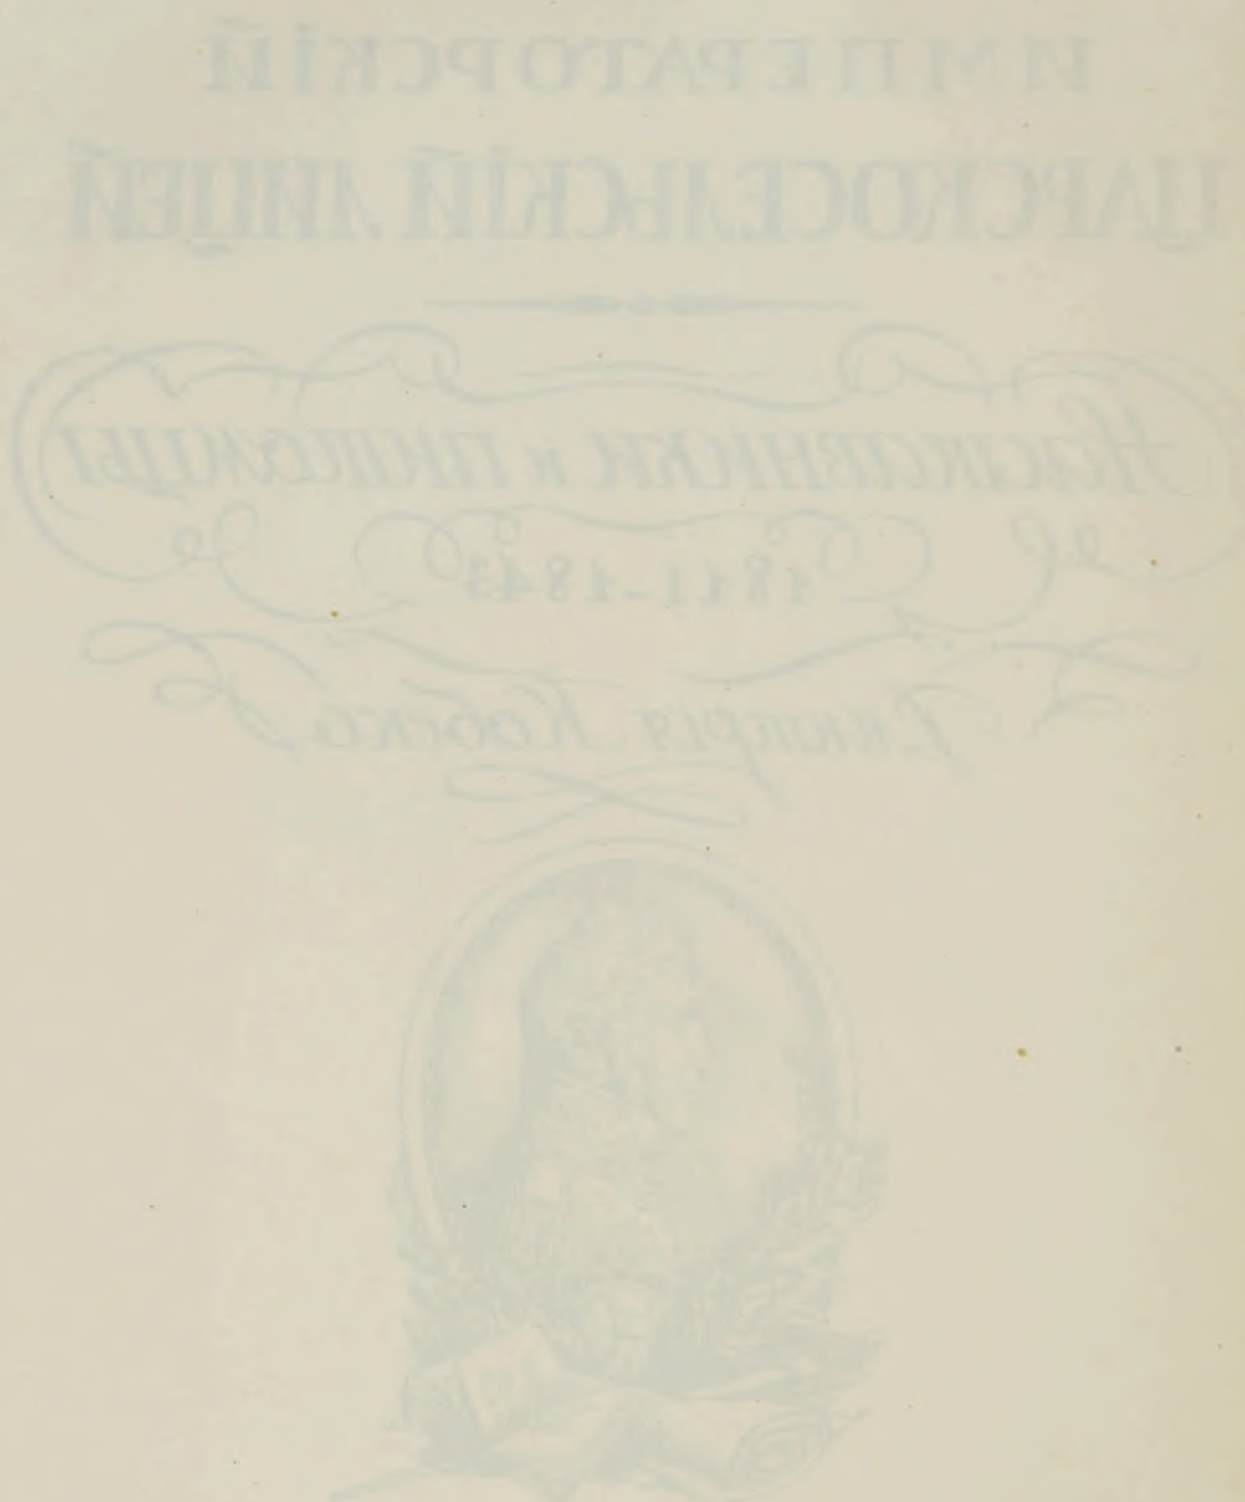 ИМПЕРАТОРСКІЙ
ЦАРСКОСЕЛЬСКІЙ ЛИЦЕЙ
Наставники и питомцы
1811-1843
Дмитрія Кобеко